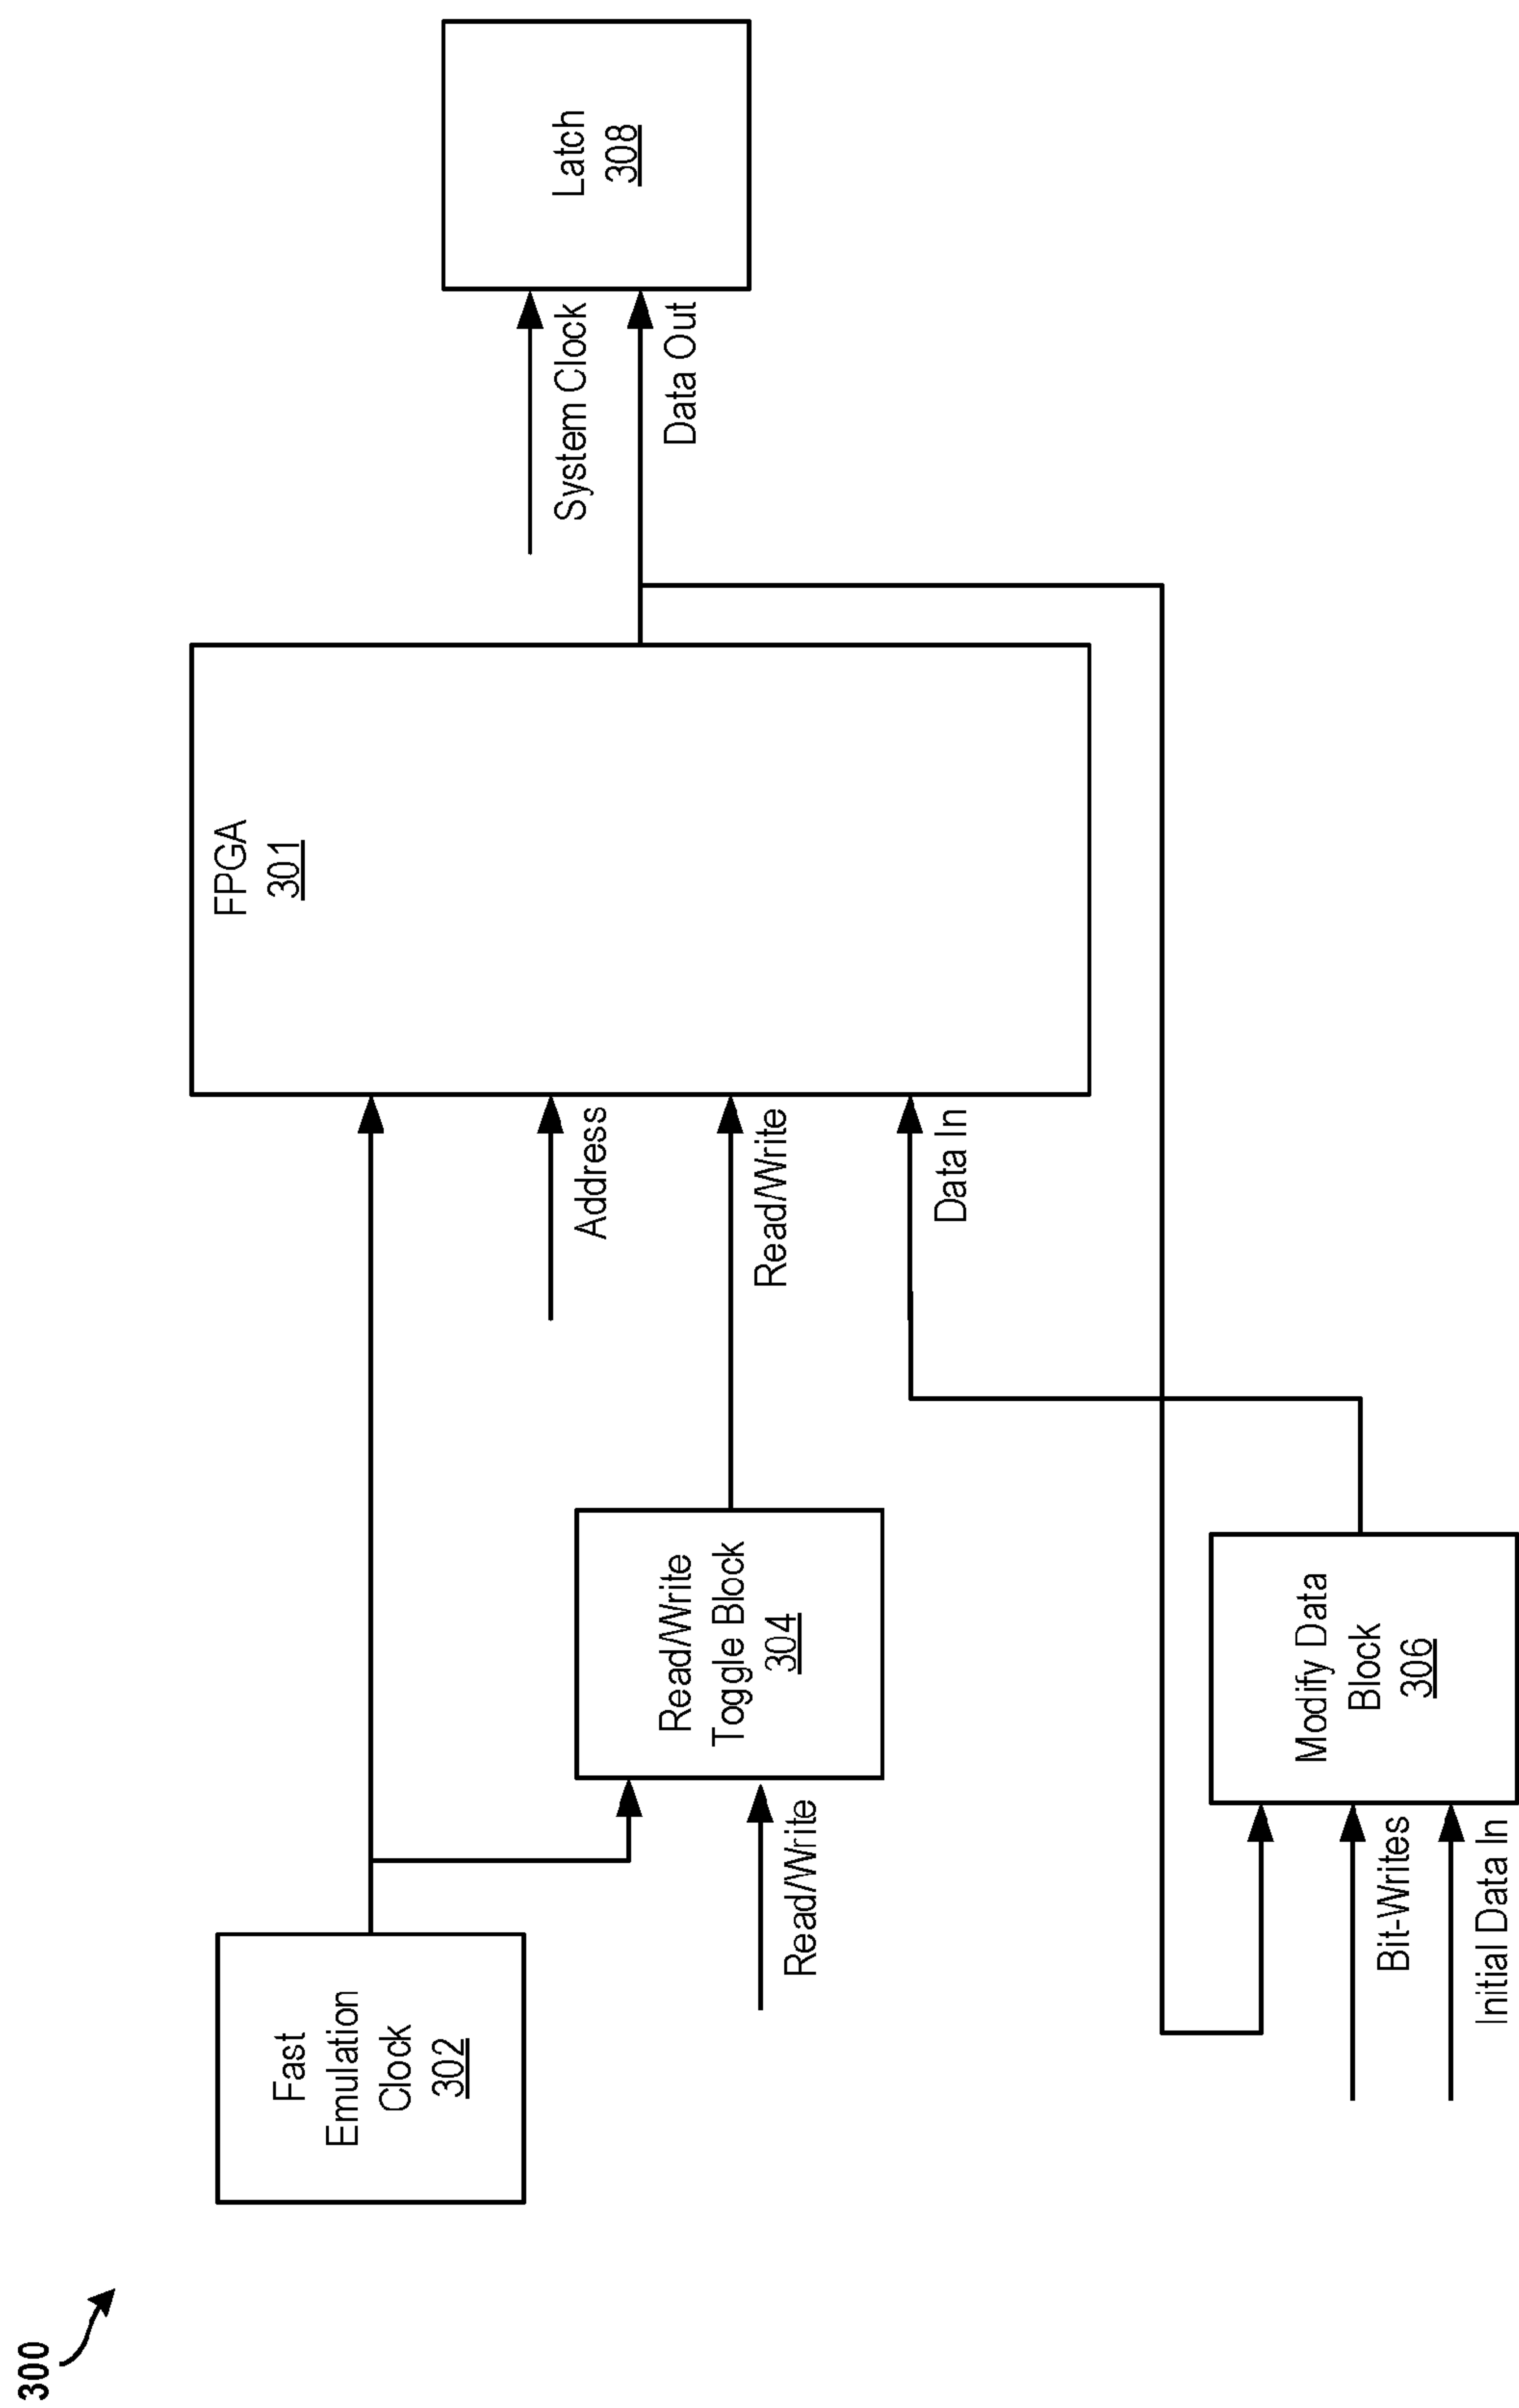 300
Fast
Emulation
Clock
302
Read/Write
Read/Write
Toggle Block
304
Bit-Writes
Initial Data In
Modify Data
Block
306
Address
Read/Write
Data In
FPGA
301
System Clock
Data Out
Latch
308